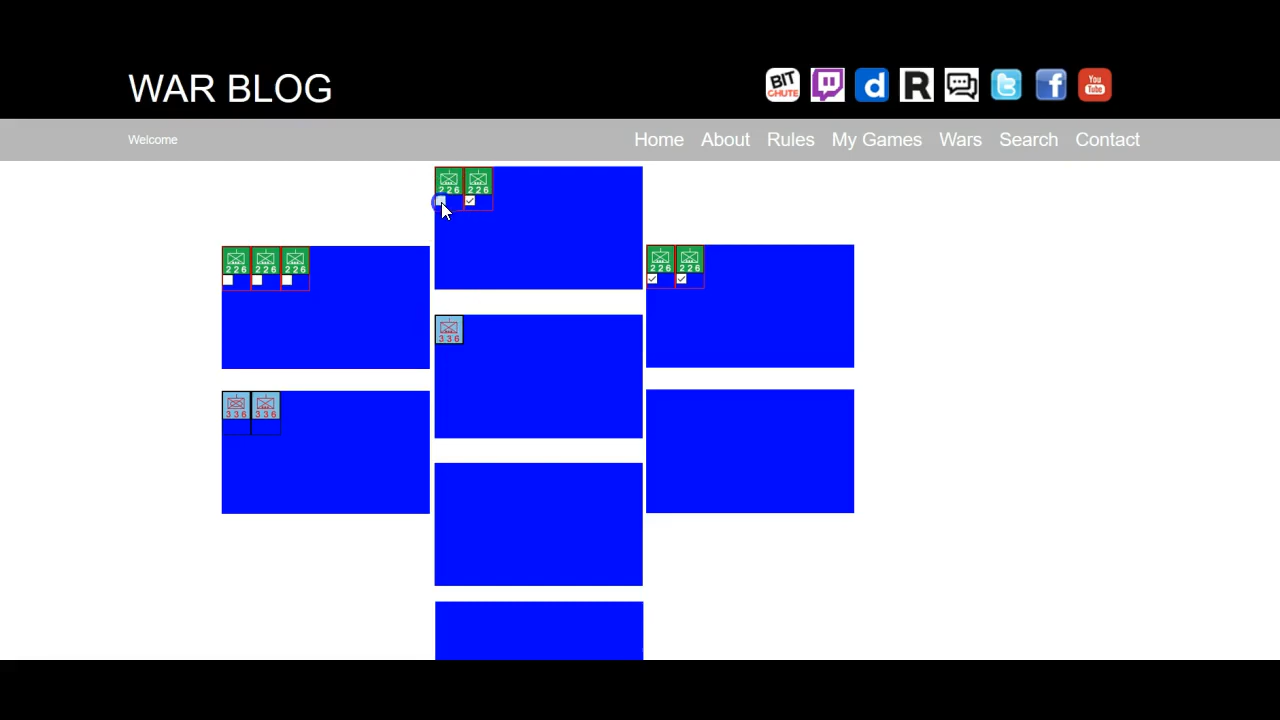 WAR BLOG
BIT CHUTE
d
R
f
You Tube
Welcome
Home About Rules My Games Wars Search Contact
2 2 6 2 2 6
2 2 6 2 2 6 2 2 6
2 2 6 2 2 6
3 3 6
3 3 6 3 3 6